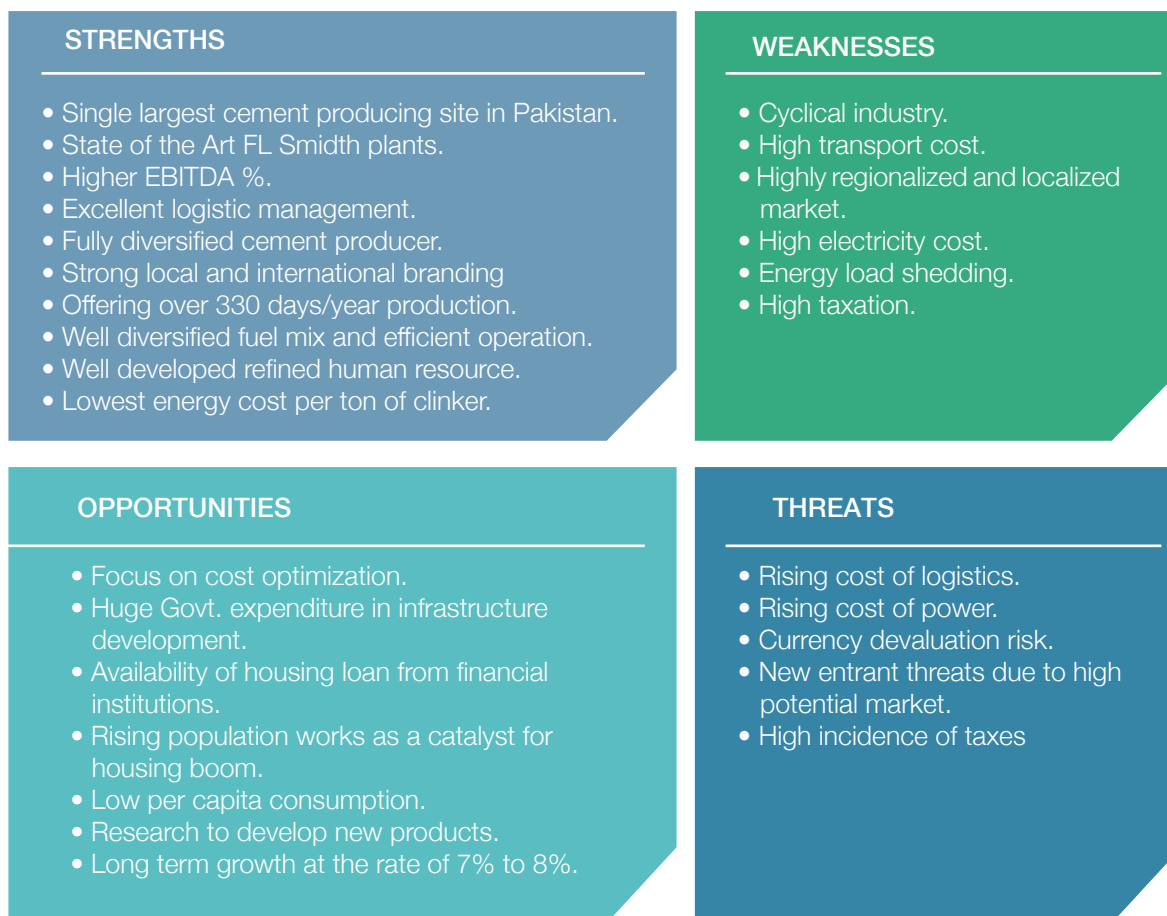 STRENGTHS
• Single largest cement producing site in Pakistan.
• State of the Art FL Smidth plants.
• Higher EBITDA %.
• Excellent logistic management.
• Fully diversified cement producer.
• Strong local and international branding
• Offering over 330 days/year production.
• Well diversified fuel mix and efficient operation.
• Well developed refined human resource.
• Lowest energy cost per ton of clinker.
WEAKNESSES
• Cyclical industry.
• High transport cost.
• Highly regionalized and localized
market.
• High electricity cost.
• Energy load shedding.
• High taxation.
OPPORTUNITIES
• Focus on cost optimization.
• Huge Govt. expenditure in infrastructure
development.
• Availability of housing loan from financial
institutions.
• Rising population works as a catalyst for
housing boom.
• Low per capita consumption.
• Research to develop new products.
• Long term growth at the rate of 7% to 8%.
THREATS
• Rising cost of logistics.
• Rising cost of power.
• Currency devaluation risk.
• New entrant threats due to high
potential market.
• High incidence of taxes